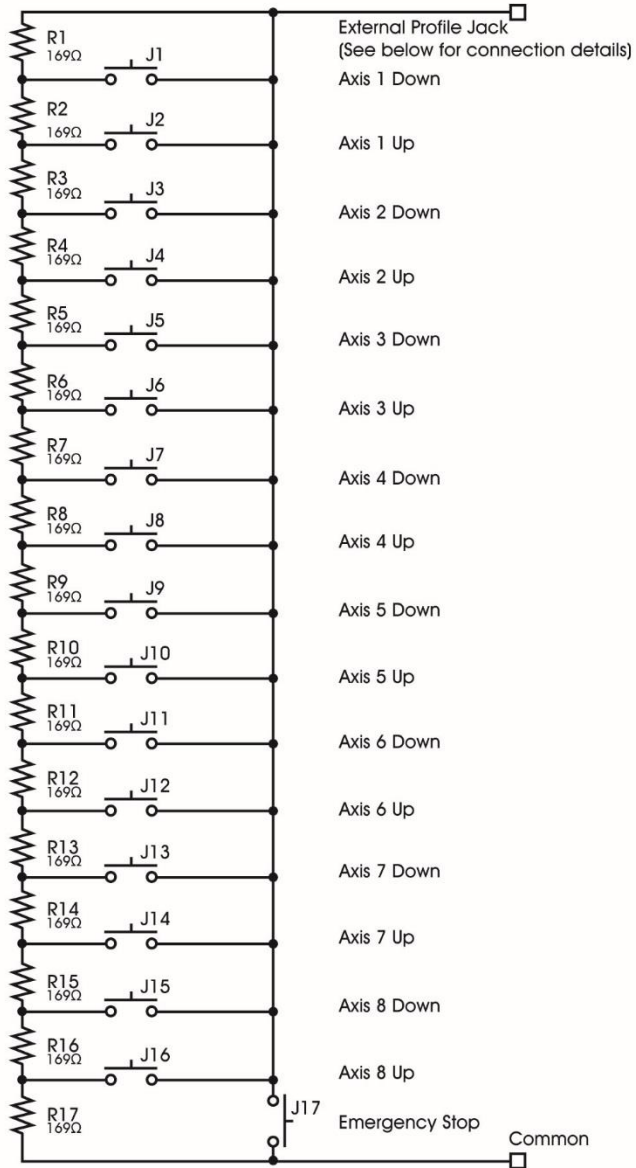 External Profile Jack
(See below for connection details)
R1
169Ω
J1
Axis 1 Down
R2
169Ω
J2
Axis 1 Up
R3
169Ω
J3
Axis 2 Down
R4
169Ω
J4
Axis 2 Up
R5
169Ω
J5
Axis 3 Down
R6
169Ω
J6
Axis 3 Up
R7
169Ω
J7
Axis 4 Down
R8
169Ω
J8
Axis 4 Up
R9
169Ω
J9
Axis 5 Down
R10
169Ω
J10
Axis 5 Up
R11
169Ω
J11
Axis 6 Down
R12
169Ω
J12
Axis 6 Up
R13
169Ω
J13
Axis 7 Down
R14
169Ω
J14
Axis 7 Up
R15
169Ω
J15
Axis 8 Down
R16
169Ω
J16
Axis 8 Up
R17
169Ω
J17
Emergency Stop
Common